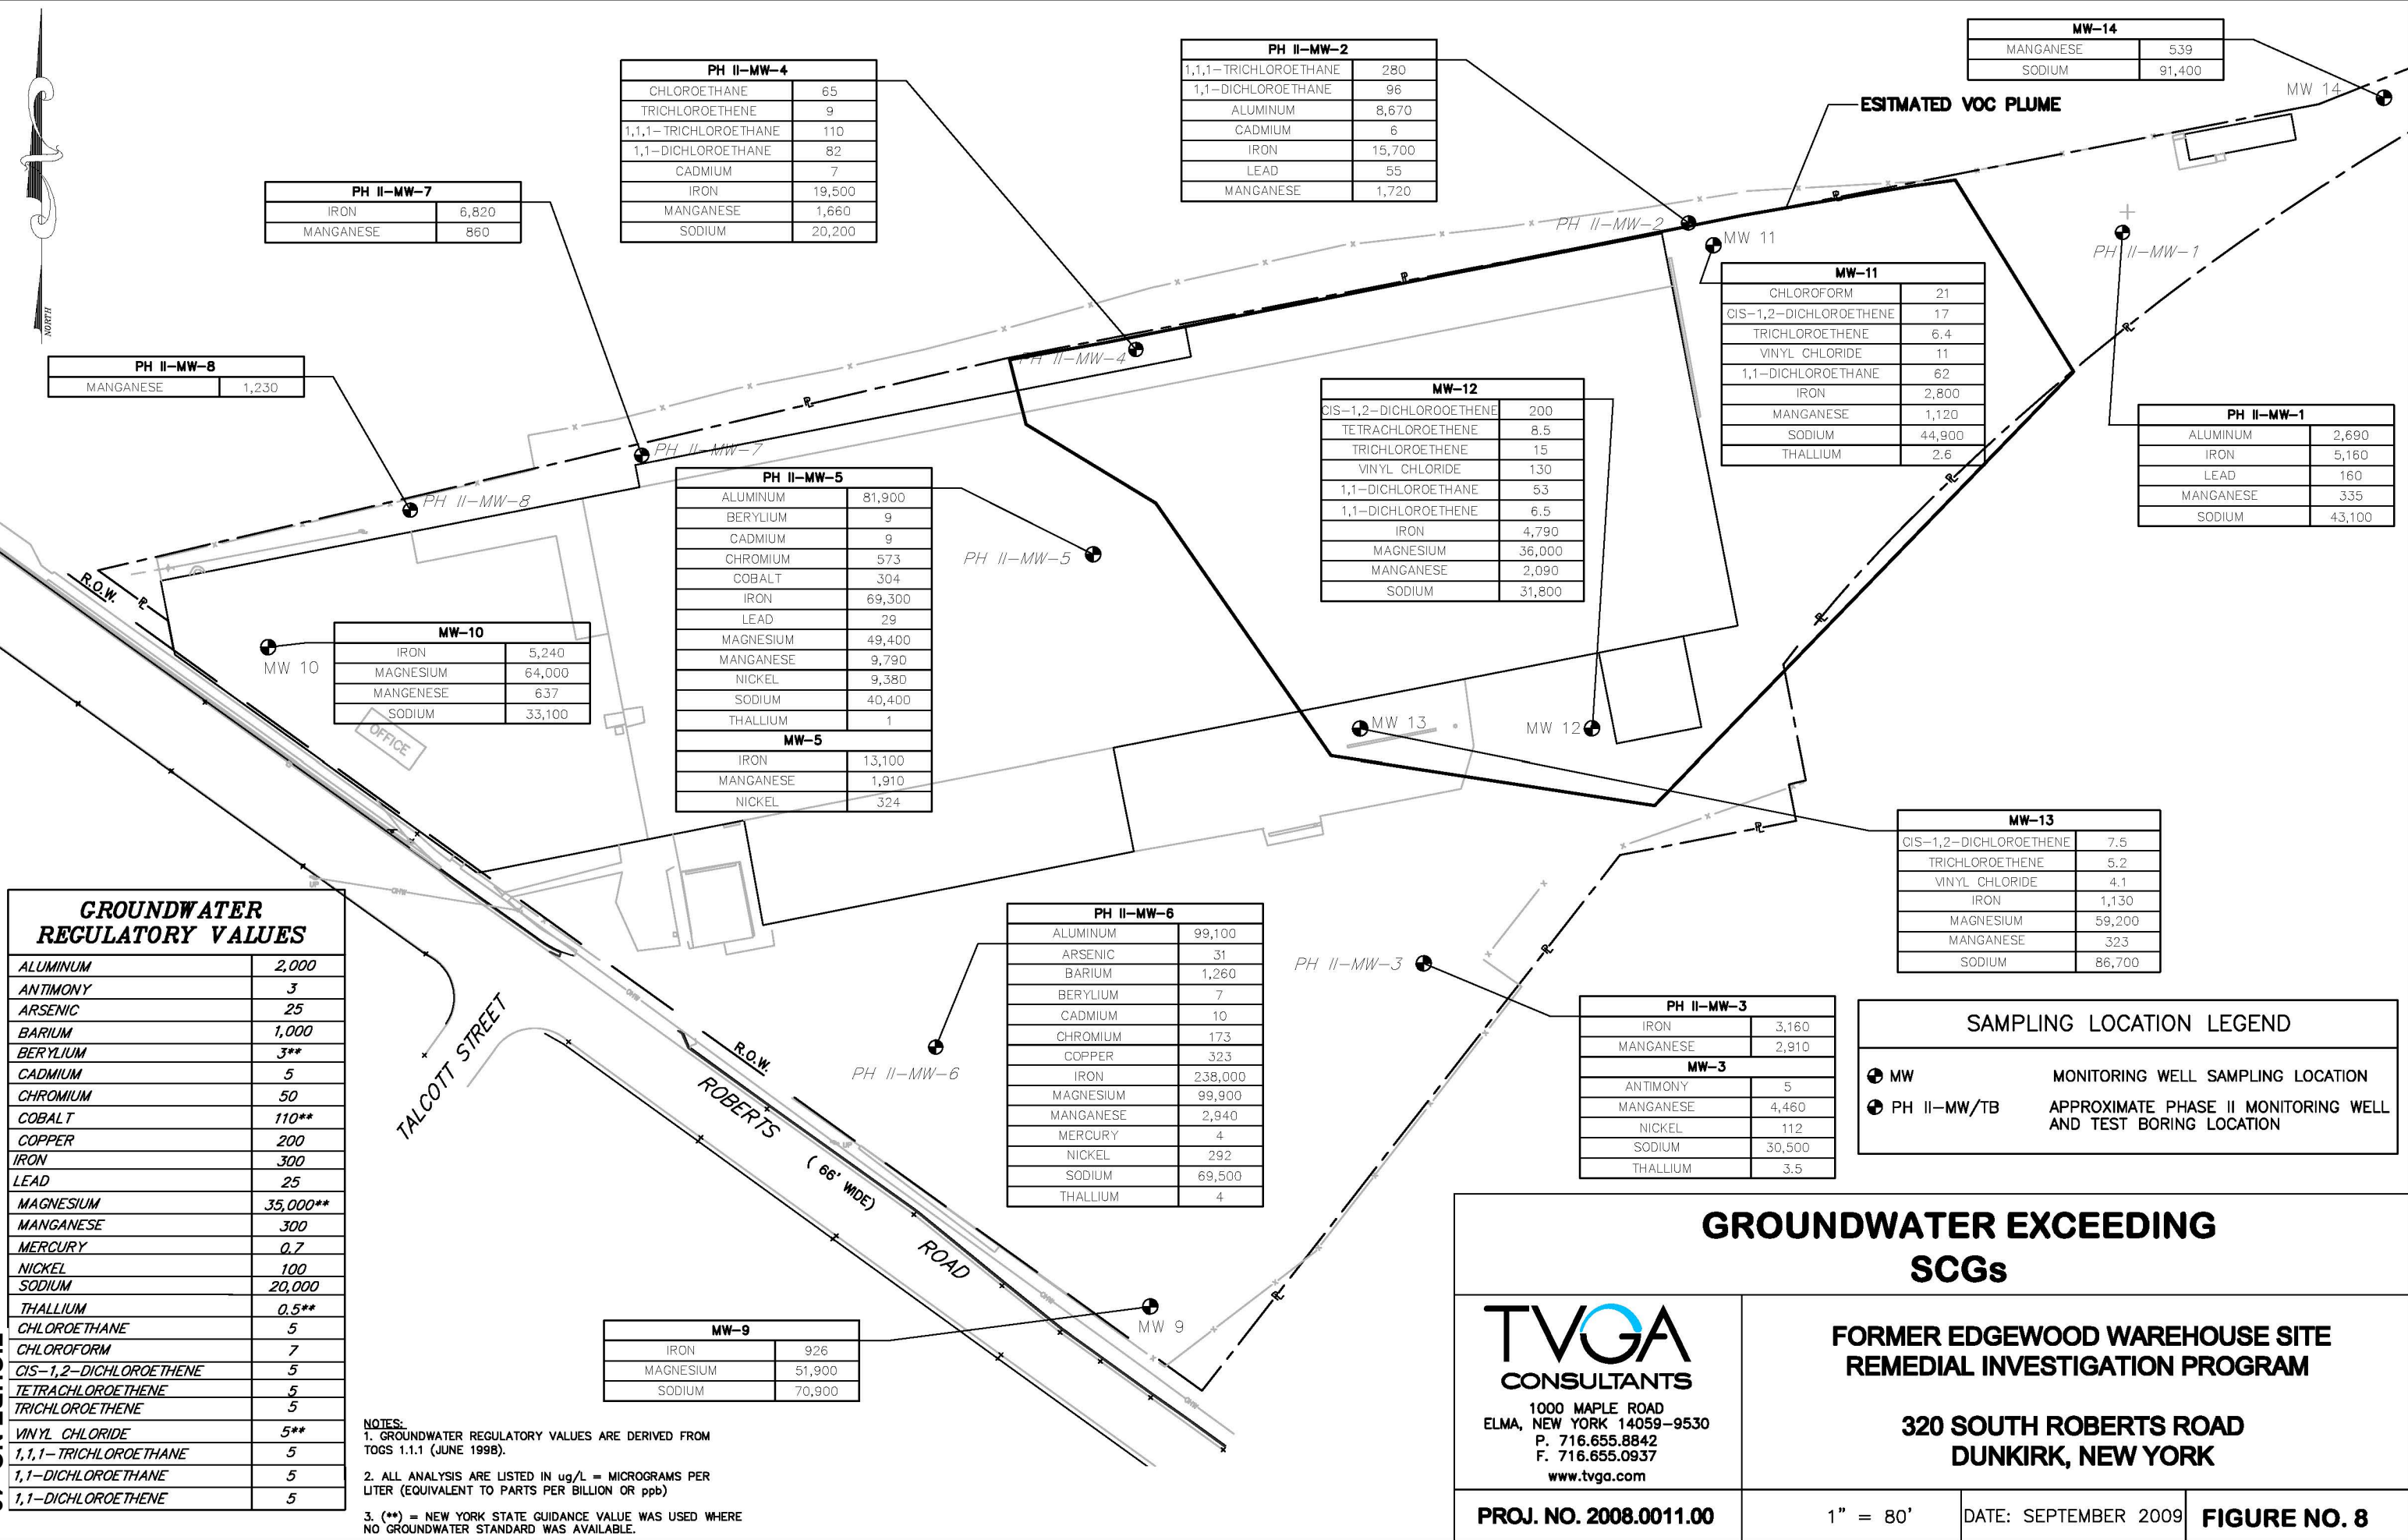 NORTH
PH II-MW-4
CHLOROETHANE 65
TRICHLOROETHENE 9
1,1,1-TRICHLOROETHANE 110
1,1-DICHLOROETHANE 82
CADMIUM 7
IRON 19,500
MANGANESE 1,660
SODIUM 20,200
PH II-MW-2
1,1,1-TRICHLOROETHANE 280
1,1-DICHLOROETHANE 96
ALUMINUM 8,670
CADMIUM 6
IRON 15,700
LEAD 55
MANGANESE 1,720
MW-14
MANGANESE 539
SODIUM 91,400
MW 14
ESITMATED VOC PLUME
PH II-MW-7
IRON 6,820
MANGANESE 860
PH II-MW-2
MW 11
PH II-MW-1
MW-11
CHLOROFORM 21
CIS-1,2-DICHLOROETHENE 17
TRICHLOROETHENE 6.4
VINYL CHLORIDE 11
1,1-DICHLOROETHANE 62
IRON 2,800
MANGANESE 1,120
SODIUM 44,900
THALLIUM 2.6
PH II-MW-8
MANGANESE 1,230
PH II-MW-4
MW-12
CIS-1,2-DICHLOROOETHENE 200
TETRACHLOROETHENE 8.5
TRICHLOROETHENE 15
VINYL CHLORIDE 130
1,1-DICHLOROETHANE 53
1,1-DICHLOROETHENE 6.5
IRON 4,790
MAGNESIUM 36,000
MANGANESE 2,090
SODIUM 31,800
PH II-MW-1
ALUMINUM 2,690
IRON 5,160
LEAD 160
MANGANESE 335
SODIUM 43,100
PH II-MW-7
PH II-MW-8
PH II-MW-5
ALUMINUM 81,900
BERYLIUM 9
CADMIUM 9
CHROMIUM 573
COBALT 304
IRON 69,300
LEAD 29
MAGNESIUM 49,400
MANGANESE 9,790
NICKEL 9,380
SODIUM 40,400
THALLIUM 1
MW-5
IRON 13,100
MANGANESE 1,910
NICKEL 324
PH II-MW-5
R.O.W.
MW 10
MW-10
IRON 5,240
MAGNESIUM 64,000
MANGENESE 637
SODIUM 33,100
OFFICE
MW 13
MW 12
MW-13
CIS-1,2-DICHLOROETHENE 7.5
TRICHLOROETHENE 5.2
VINYL CHLORIDE 4.1
IRON 1,130
MAGNESIUM 59,200
MANGANESE 323
SODIUM 86,700
UP
OHW
GROUNDWATER
REGULATORY VALUES
ALUMINUM 2,000
ANTIMONY 3
ARSENIC 25
BARIUM 1,000
BERYLIUM 3**
CADMIUM 5
CHROMIUM 50
COBALT 110**
COPPER 200
IRON 300
LEAD 25
MAGNESIUM 35,000**
MANGANESE 300
MERCURY 0.7
NICKEL 100
SODIUM 20,000
THALLIUM 0.5**
CHLOROETHANE 5
CHLOROFORM 7
CIS-1,2-DICHLOROETHENE 5
TETRACHLOROETHENE 5
TRICHLOROETHENE 5
VINYL CHLORIDE 5**
1,1,1-TRICHLOROETHANE 5
1,1-DICHLOROETHANE 5
1,1-DICHLOROETHENE 5
TALCOTT STREET
OHW
R.O.W.
ROBERTS
( 66' WIDE)
ROAD
UP
OHW
OHW
PH II-MW-6
PH II-MW-6
ALUMINUM 99,100
ARSENIC 31
BARIUM 1,260
BERYLIUM 7
CADMIUM 10
CHROMIUM 173
COPPER 323
IRON 238,000
MAGNESIUM 99,900
MANGANESE 2,940
MERCURY 4
NICKEL 292
SODIUM 69,500
THALLIUM 4
PH II-MW-3
PH II-MW-3
IRON 3,160
MANGANESE 2,910
MW-3
ANTIMONY 5
MANGANESE 4,460
NICKEL 112
SODIUM 30,500
THALLIUM 3.5
SAMPLING LOCATION LEGEND
MW MONITORING WELL SAMPLING LOCATION
PH II-MW/TB APPROXIMATE PHASE II MONITORING WELL
AND TEST BORING LOCATION
MW-9
IRON 926
MAGNESIUM 51,900
SODIUM 70,900
MW 9
NOTES:
1. GROUNDWATER REGULATORY VALUES ARE DERIVED FROM
TOGS 1.1.1 (JUNE 1998).
2. ALL ANALYSIS ARE LISTED IN ug/L = MICROGRAMS PER
LITER (EQUIVALENT TO PARTS PER BILLION OR ppb)
3. (**) = NEW YORK STATE GUIDANCE VALUE WAS USED WHERE
NO GROUNDWATER STANDARD WAS AVAILABLE.
GROUNDWATER EXCEEDING
SCGs
TVGA
CONSULTANTS
1000 MAPLE ROAD
ELMA, NEW YORK 14059-9530
P. 716.655.8842
F. 716.655.0937
www.tvga.com
FORMER EDGEWOOD WAREHOUSE SITE
REMEDIAL INVESTIGATION PROGRAM
320 SOUTH ROBERTS ROAD
DUNKIRK, NEW YORK
PROJ. NO. 2008.0011.00
1" = 80'
DATE: SEPTEMBER 2009
FIGURE NO. 8